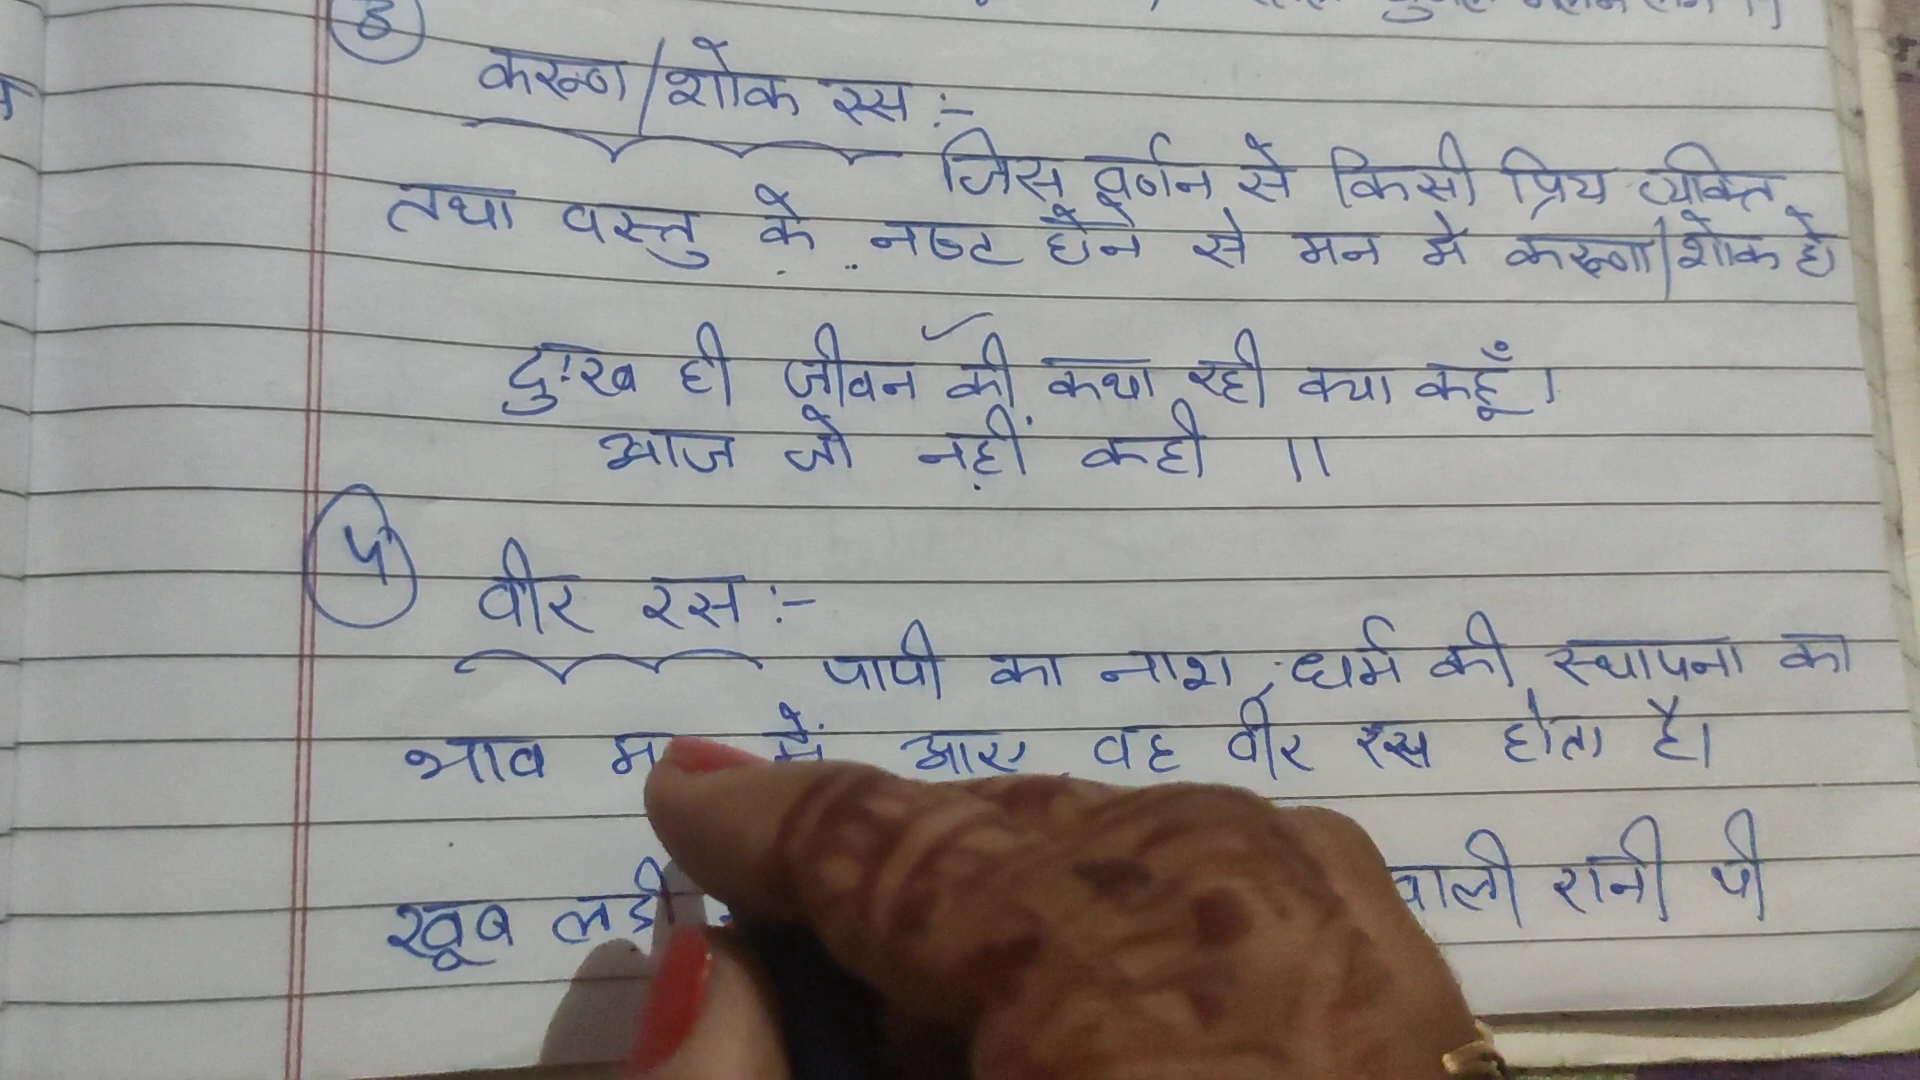 करुण/शोक रस :-
जिस वर्णन से किसी प्रिय व्यक्ति
तथा वस्तु के नष्ट होने से मन मे करुणा/शोक हो
दुःख ही जीवन की कथा रही क्या कहूँ।
आज जो नहीं कही ।।
५
वीर रस :-
पापी का नाश, धर्म की स्थापना का
भाव में आए वह वीर रस होता है।
खूब लडी वाली रानी पी